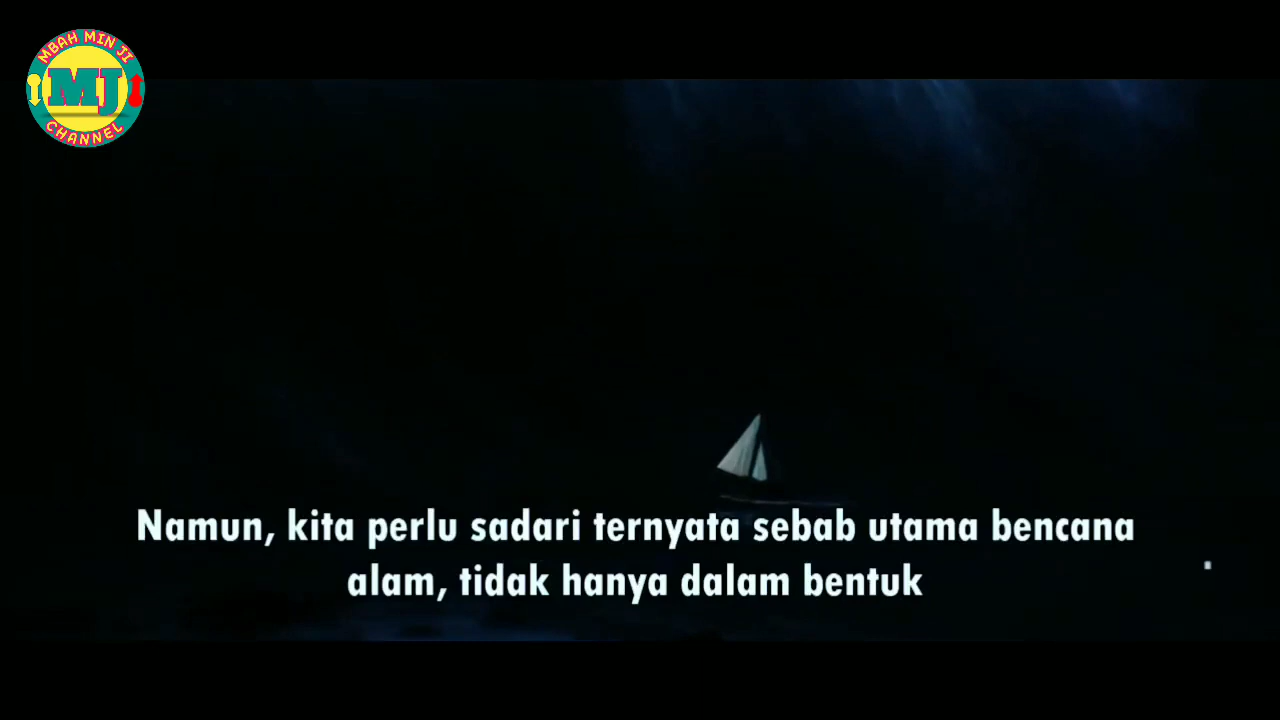 MBAH MIN JI
MJ
CHANNEL
Namun, kita perlu sadari ternyata sebab utama bencana
alam, tidak hanya dalam bentuk